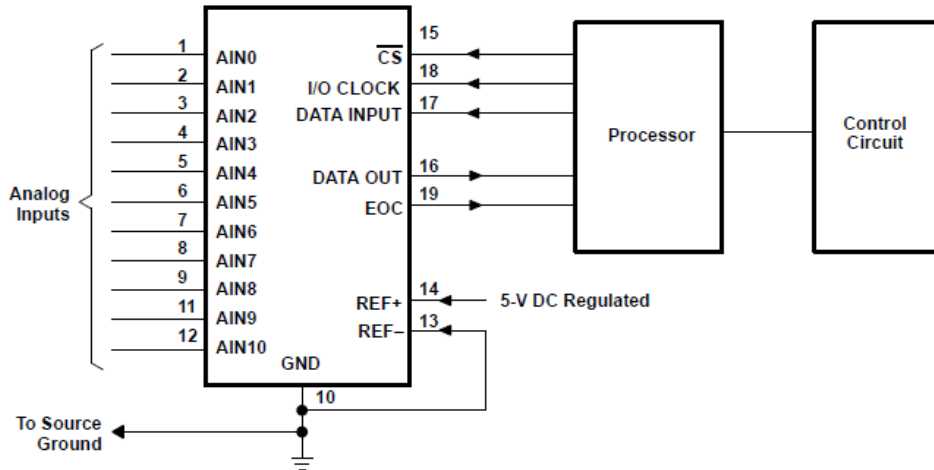 1 AIN0
2 AIN1
3 AIN2
4 AIN3
5 AIN4
6 AIN5
7 AIN6
8 AIN7
9 AIN8
11 AIN9
12 AIN10
Analog
Inputs
15
C̅S̅
18
I/O CLOCK
17
DATA INPUT
16
DATA OUT
19
EOC
14
REF+
5-V DC Regulated
13
REF–
GND
10
To Source
Ground
Processor
Control
Circuit